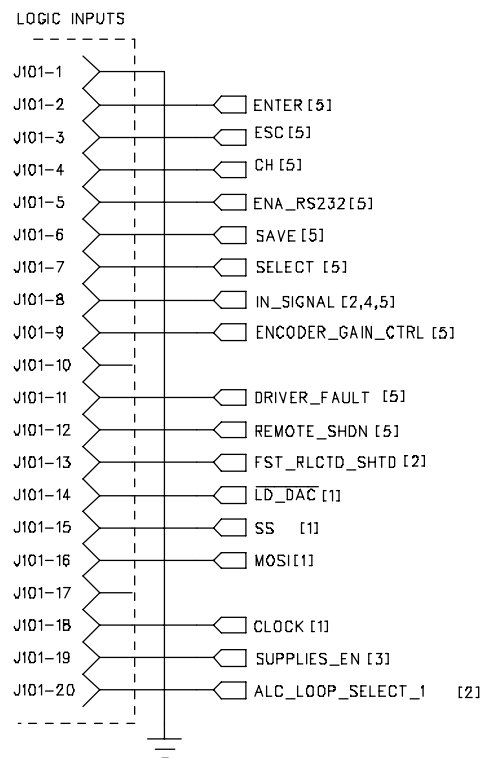 LOGIC INPUTS
J101-1
J101-2 ENTER [5]
J101-3 ESC [5]
J101-4 CH [5]
J101-5 ENA_RS232 [5]
J101-6 SAVE [5]
J101-7 SELECT [5]
J101-8 IN_SIGNAL [2,4,5]
J101-9 ENCODER_GAIN_CTRL [5]
J101-10
J101-11 DRIVER_FAULT [5]
J101-12 REMOTE_SHDN [5]
J101-13 FST_RLCTD_SHTD [2]
J101-14 LD_DAC [1]
J101-15 SS [1]
J101-16 MOSI[1]
J101-17
J101-18 CLOCK [1]
J101-19 SUPPLIES_EN [3]
J101-20 ALC_LOOP_SELECT_1 [2]